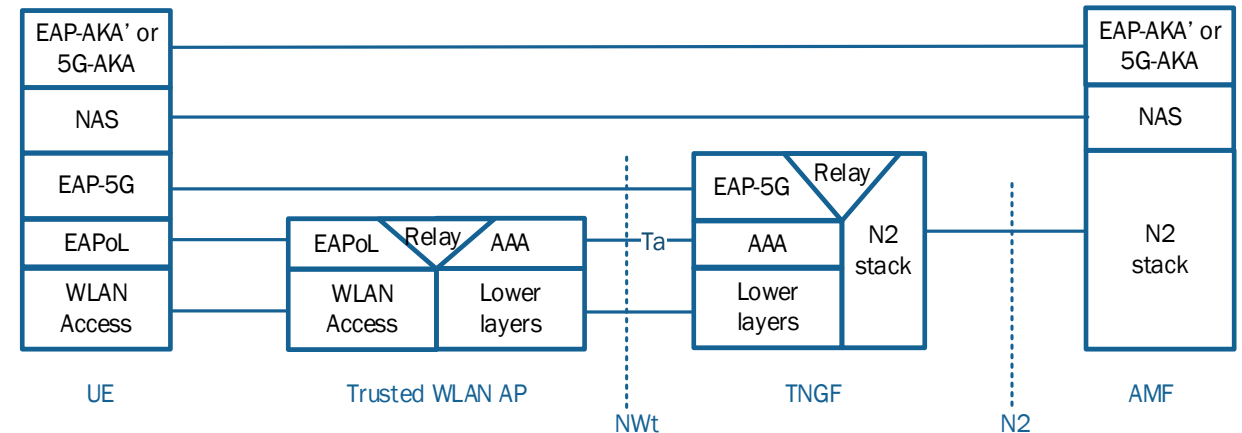 EAP-AKA’ or
5G-AKA
NAS
EAP-5G
EAPoL
WLAN
Access
UE
EAPoL
Relay
AAA
WLAN
Access
Lower
layers
Trusted WLAN AP
Ta
NWt
EAP-5G
Relay
AAA
Lower
layers
N2
stack
TNGF
N2
EAP-AKA’ or
5G-AKA
NAS
N2
stack
AMF